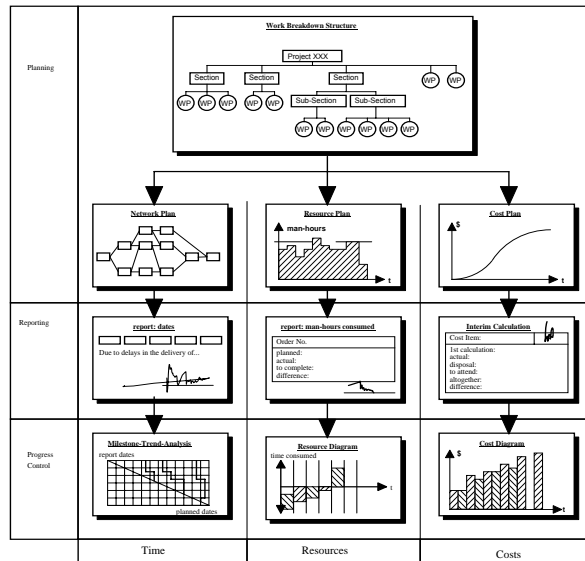 Work Breakdown Structure
Planning
Project XXX
Section Section Section WP WP
WP WP WP WP WP Sub-Section Sub-Section
WP WP WP WP WP WP
Network Plan
Resource Plan
man-hours
t
Cost Plan
$
t
Reporting
report: dates
Due to delays in the delivery of...
report: man-hours consumed
Order No.
planned:
actual:
to complete:
difference:
Interim Calculation
Cost Item:
1st calculation:
actual:
disposal:
to attend:
altogether:
difference:
Progress
Control
Milestone-Trend-Analysis
report dates
planned dates
Resource Diagram
time consumed
t
Cost Diagram
$
t
Time Resources Costs